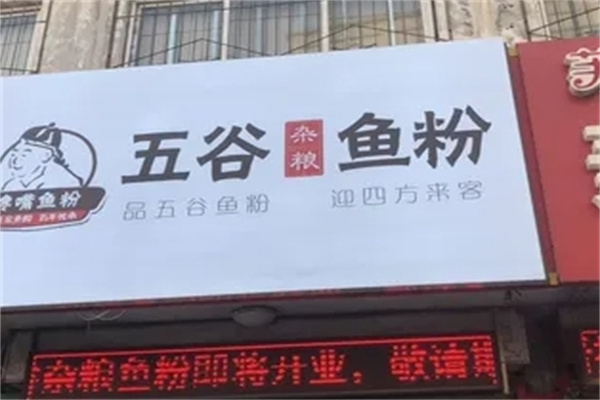 五谷杂粮鱼粉
品五谷鱼粉 迎四方来客
嘴鱼粉
杂粮鱼粉即将开业，敬请